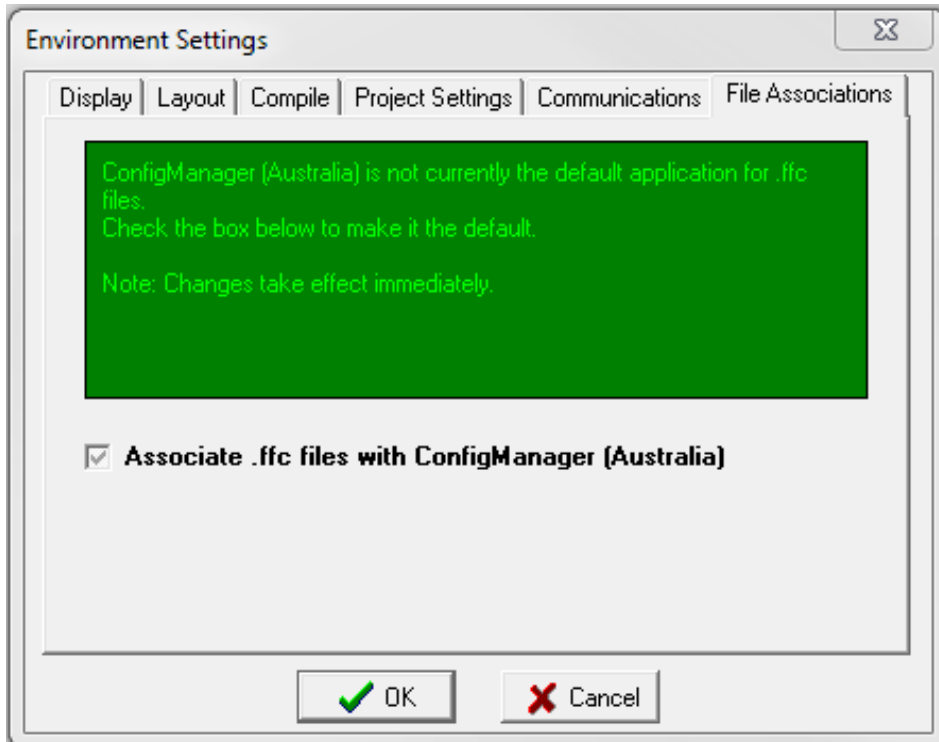 Environment Settings
Display
Layout
Compile
Project Settings
Communications
File Associations
ConfigManager (Australia) is not currently the default application for .ffc
files.
Check the box below to make it the default.
Note: Changes take effect immediately.
Associate .ffc files with ConfigManager (Australia)
OK
Cancel